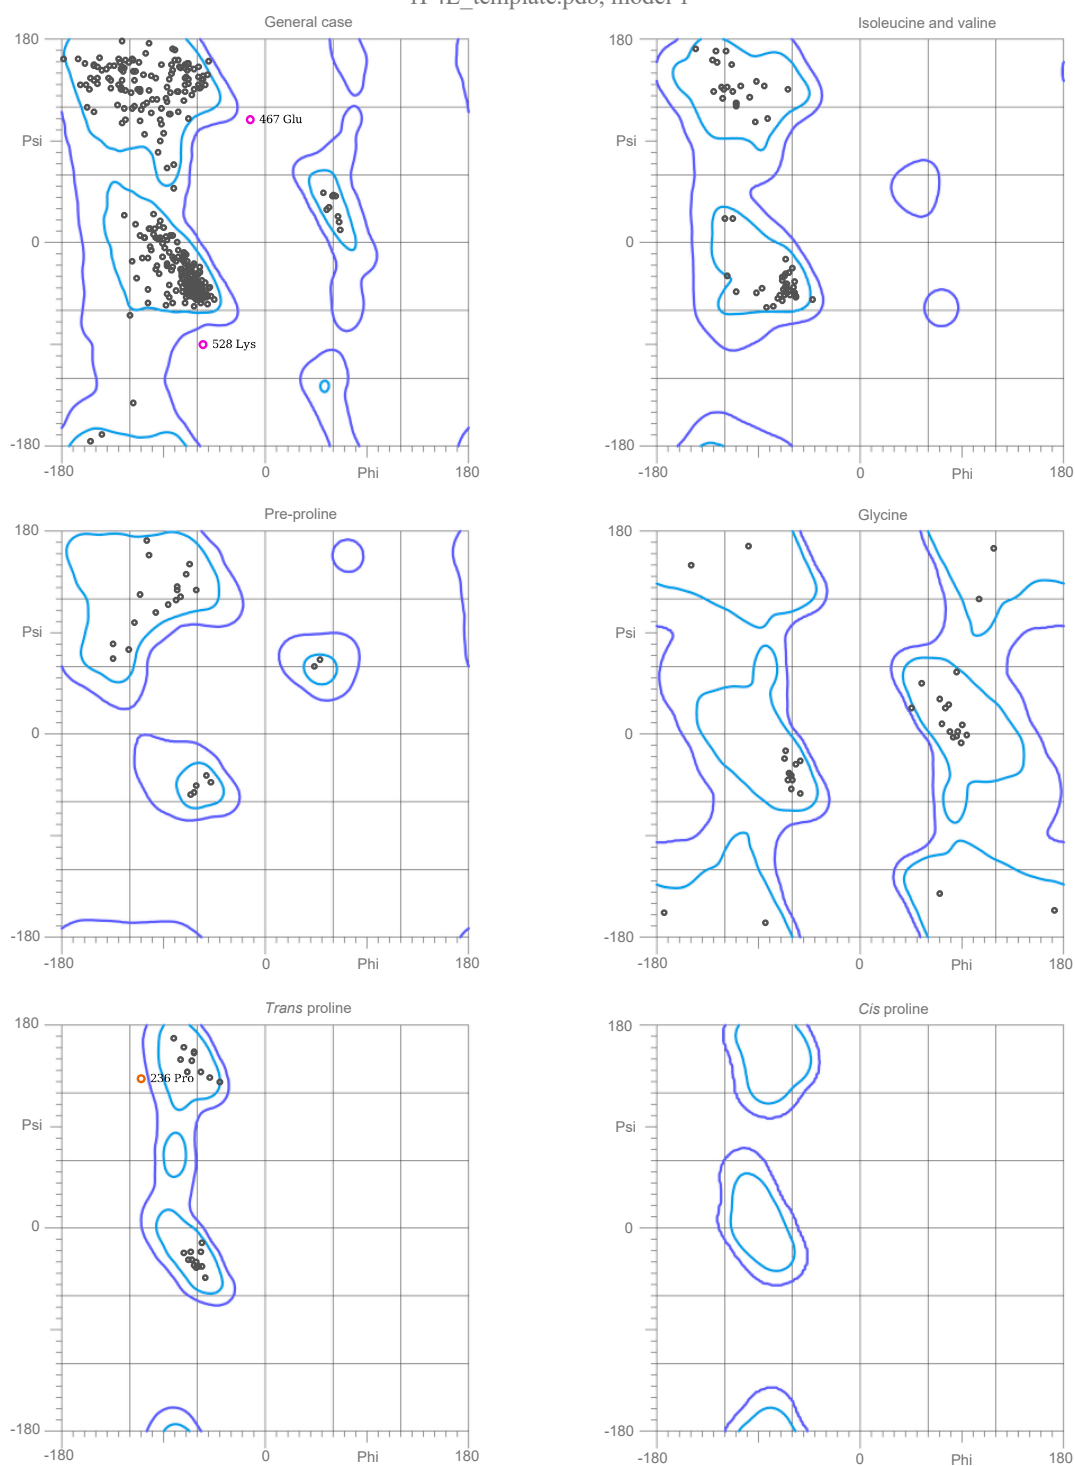 General case
Isoleucine and valine
180
180
467 Glu
Psi
Psi
0
0
528 Lys
-180
-180
-180 0 Phi 180
-180 0 Phi 180
Pre-proline
Glycine
180
180
Psi
Psi
0
0
-180
-180
-180 0 Phi 180
-180 0 Phi 180
Trans proline
Cis proline
180
180
236 Pro
Psi
Psi
0
0
-180
-180
-180 0 Phi 180
-180 0 Phi 180